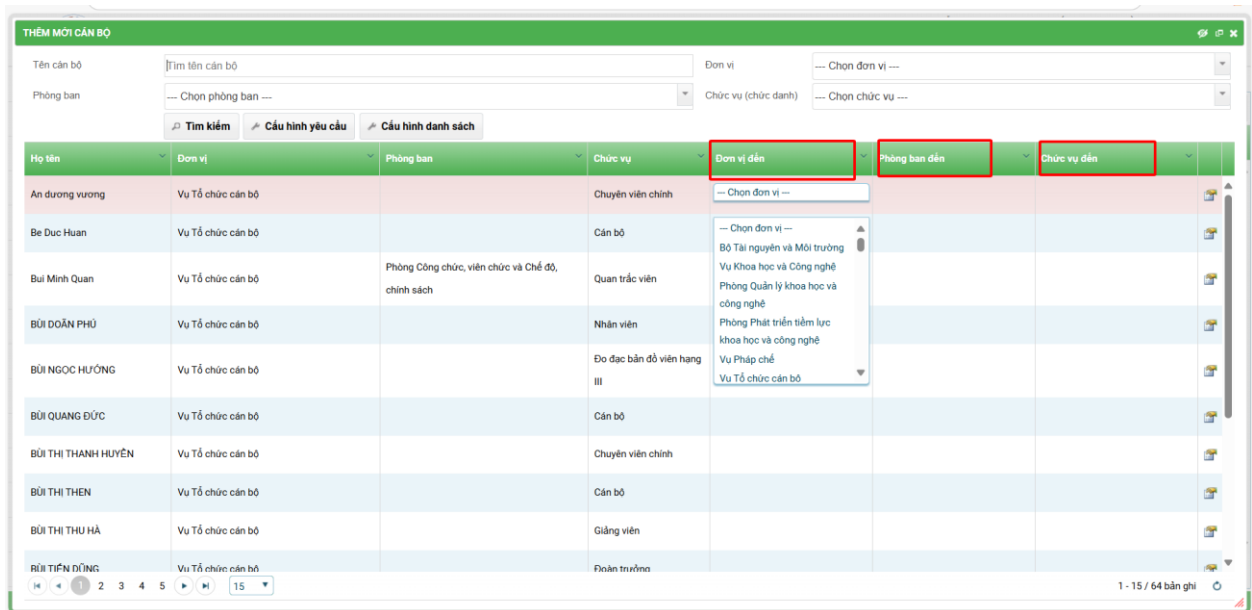 THÊM MỚI CÁN BỘ
Tên cán bộ
Tìm tên cán bộ
Đơn vị
--- Chọn đơn vị ---
Phòng ban
--- Chọn phòng ban ---
Chức vụ (chức danh)
--- Chọn chức vụ ---
Tìm kiếm
Cấu hình yêu cầu
Cấu hình danh sách
Họ tên
Đơn vị
Phòng ban
Chức vụ
Đơn vị đến
Phòng ban đến
Chức vụ đến
An dương vương
Vụ Tổ chức cán bộ
Chuyên viên chính
--- Chọn đơn vị ---
Be Duc Huan
Vụ Tổ chức cán bộ
Cán bộ
Bui Minh Quan
Vụ Tổ chức cán bộ
Phòng Công chức, viên chức và Chế độ,
chính sách
Quan trắc viên
BÙI DOÃN PHÚ
Vụ Tổ chức cán bộ
Nhân viên
BÙI NGỌC HƯỞNG
Vụ Tổ chức cán bộ
Đo đạc bản đồ viên hạng
III
--- Chọn đơn vị ---
Bộ Tài nguyên và Môi trường
Vụ Khoa học và Công nghệ
Phòng Quản lý khoa học và
công nghệ
Phòng Phát triển tiềm lực
khoa học và công nghệ
Vụ Pháp chế
Vụ Tổ chức cán bộ
BÙI QUANG ĐỨC
Vụ Tổ chức cán bộ
Cán bộ
BÙI THỊ THANH HUYỀN
Vụ Tổ chức cán bộ
Chuyên viên chính
BÙI THỊ THEN
Vụ Tổ chức cán bộ
Cán bộ
BÙI THỊ THU HÀ
Vụ Tổ chức cán bộ
Giảng viên
BÙI TIẾN DŨNG
Vụ Tổ chức cán bộ
Đoàn trưởng
1 2 3 4 5
15
1 - 15 / 64 bản ghi